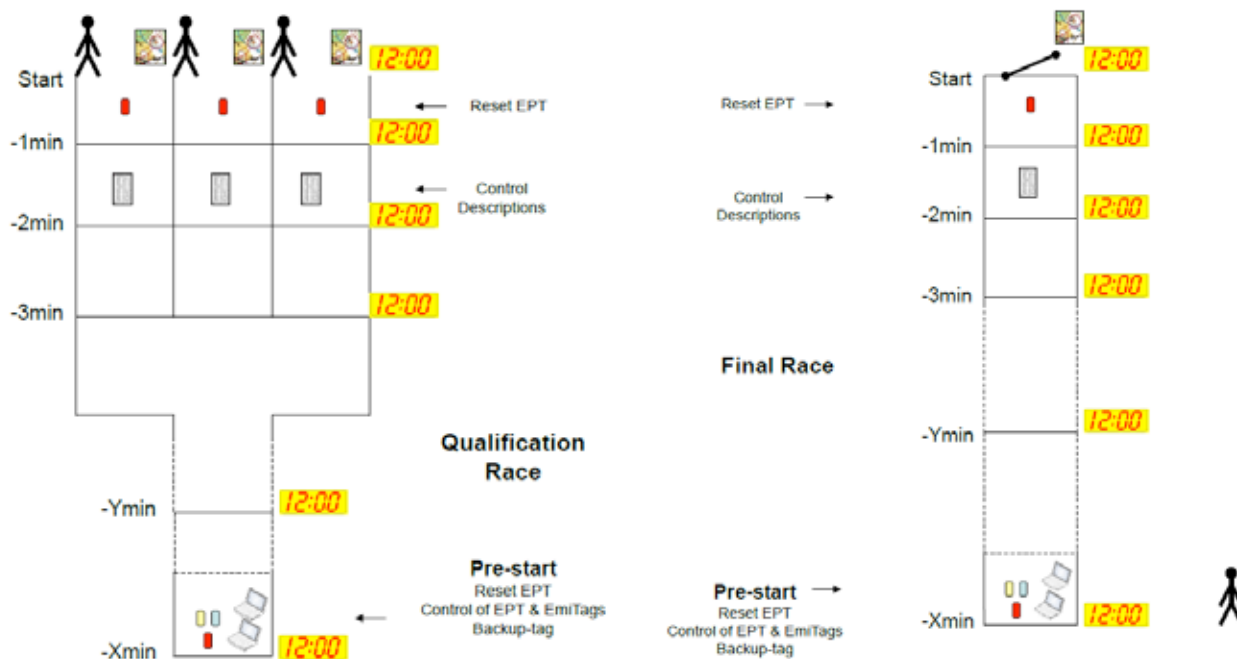 12:00
Start
Reset EPT
12:00
-1min
Control
Descriptions
12:00
-2min
12:00
-3min
Qualification
Race
-Ymin
12:00
Pre-start
Reset EPT
Control of EPT & EmiTags
Backup-tag
12:00
-Xmin
12:00
Start
Reset EPT
12:00
-1min
Control
Descriptions
12:00
-2min
12:00
-3min
Final Race
12:00
-Ymin
Pre-start
Reset EPT
Control of EPT & EmiTags
Backup-tag
12:00
-Xmin